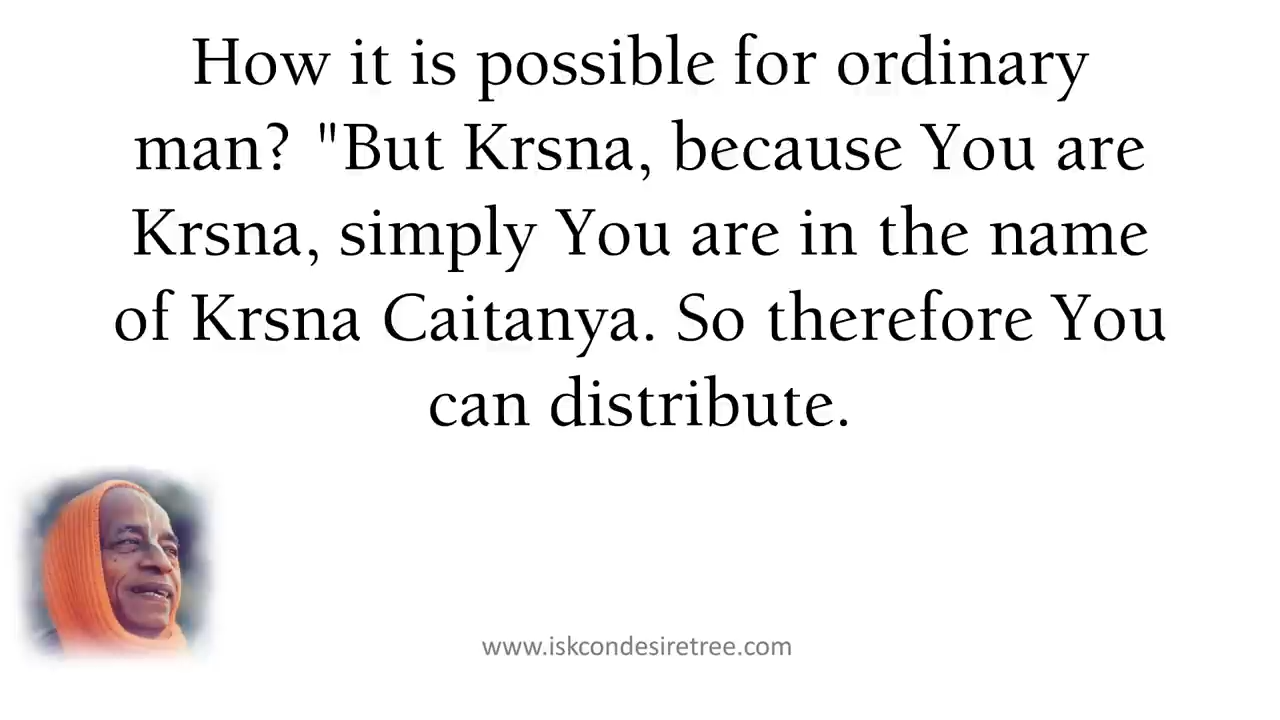 How it is possible for ordinary
man? "But Krsna, because You are
Krsna, simply You are in the name
of Krsna Caitanya. So therefore You
can distribute.
www.iskcondesiretree.com